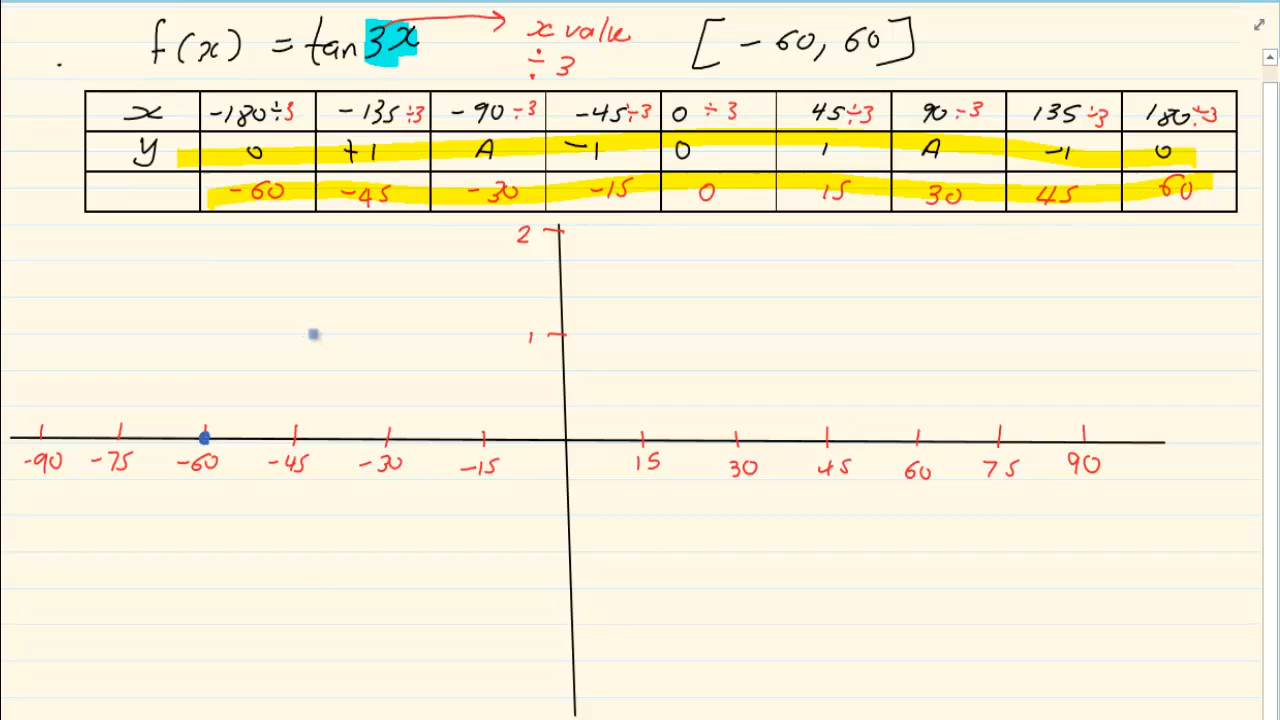 f(x) = tan 3x → x value ÷ 3 [-60, 60]
x -180÷3 -135÷3 -90÷3 -45÷3 0÷3 45÷3 90÷3 135÷3 180÷3
y 0 +1 A -1 0 1 A -1 0
-60 -45 -30 -15 0 15 30 45 60
2
1
-90 -75 -60 -45 -30 -15 15 30 45 60 75 90